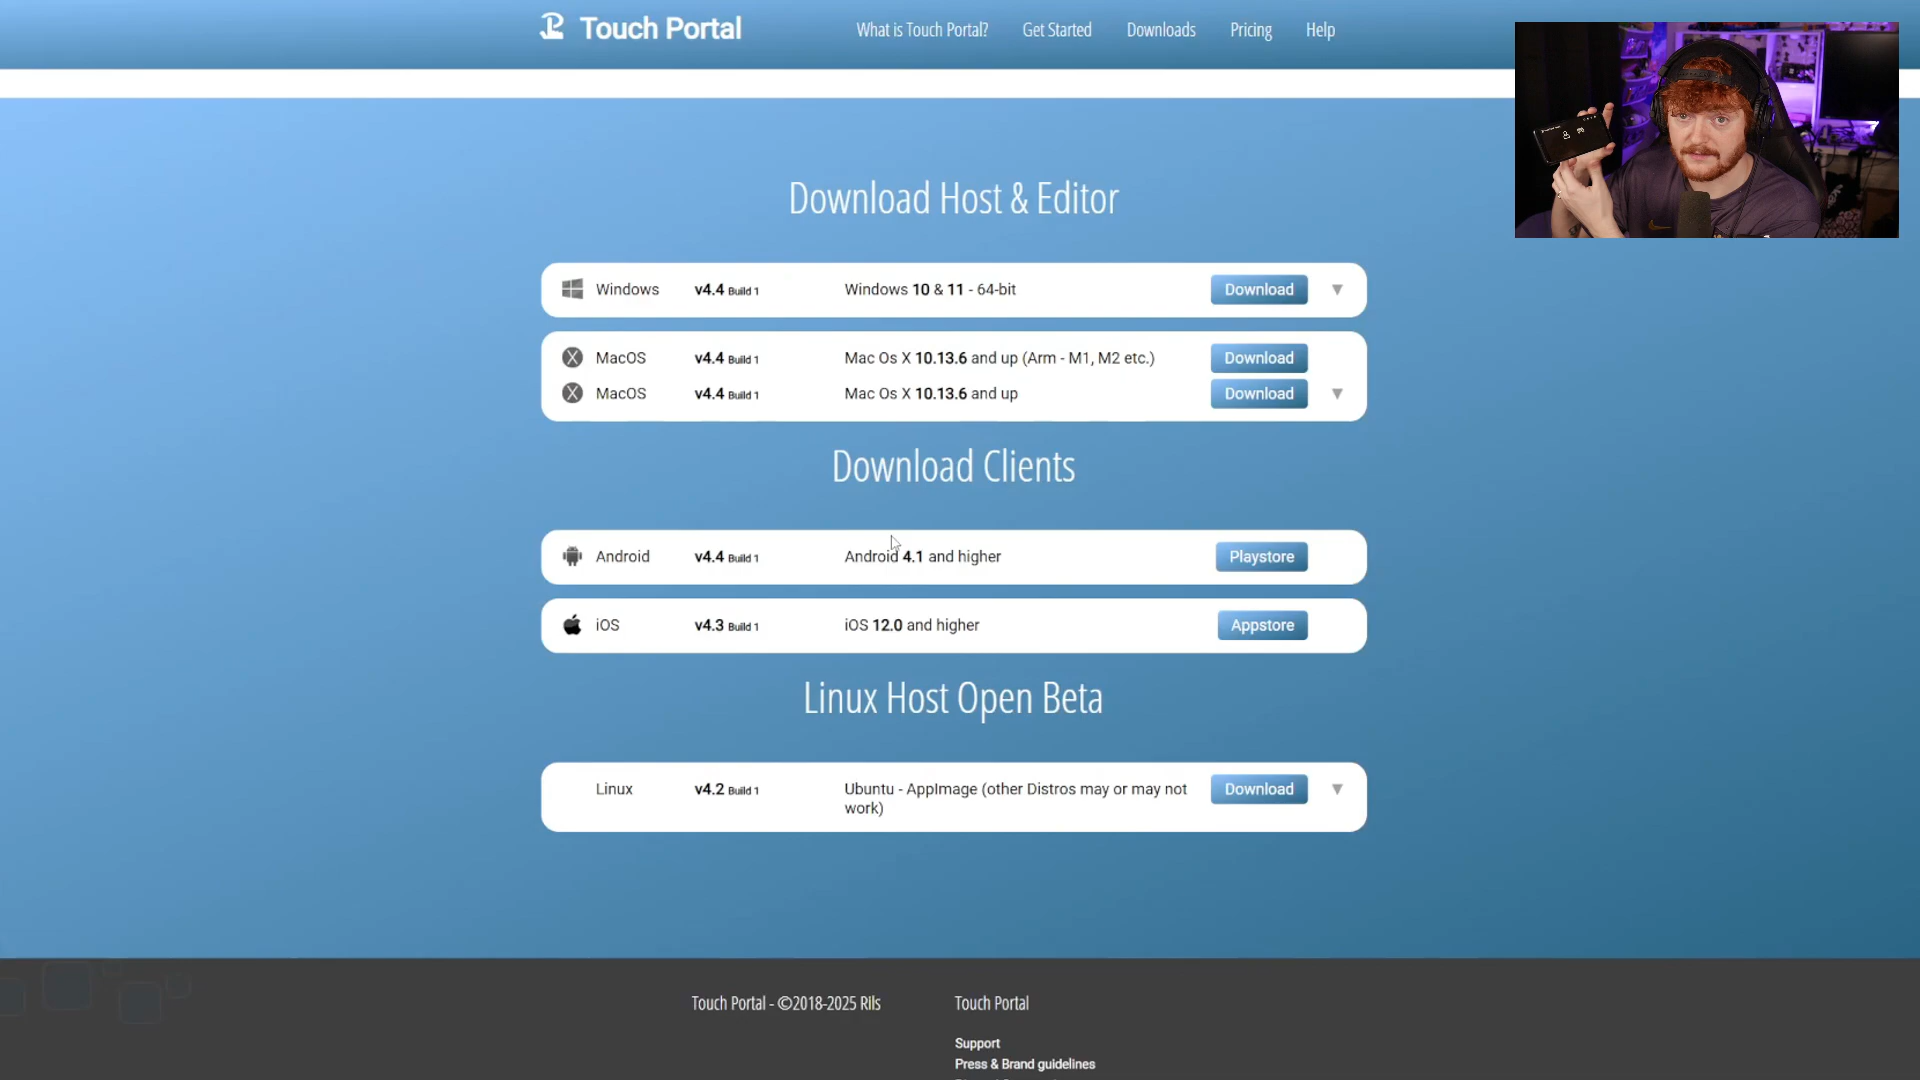 Touch Portal
What is Touch Portal? Get Started Downloads Pricing Help
Download Host & Editor
Windows v4.4 Build 1 Windows 10 & 11 - 64-bit Download
MacOS v4.4 Build 1 Mac Os X 10.13.6 and up (Arm - M1, M2 etc.) Download
MacOS v4.4 Build 1 Mac Os X 10.13.6 and up Download
Download Clients
Android v4.4 Build 1 Android 4.1 and higher Playstore
iOS v4.3 Build 1 iOS 12.0 and higher Appstore
Linux Host Open Beta
Linux v4.2 Build 1 Ubuntu - AppImage (other Distros may or may not Download
work)
Touch Portal - ©2018-2025 Rils
Touch Portal
Support
Press & Brand guidelines